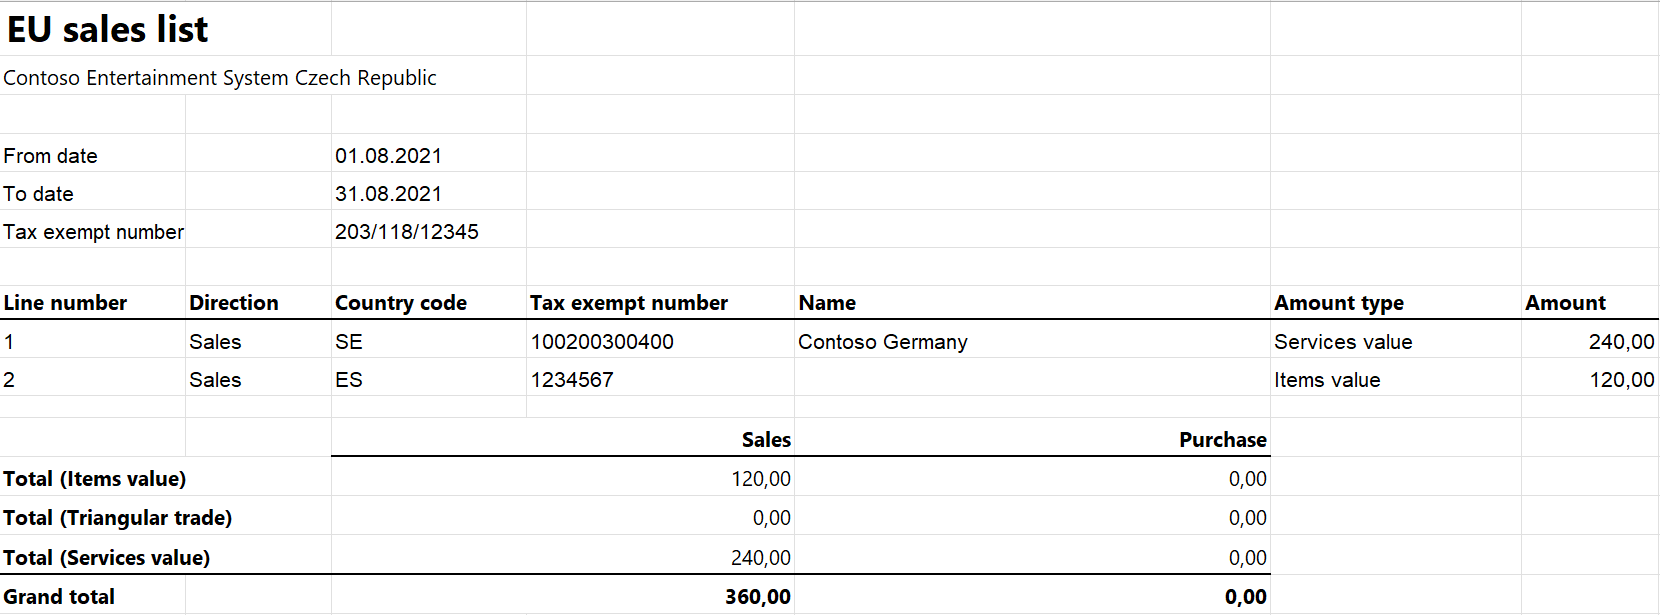 EU sales list
Contoso Entertainment System Czech Republic
From date 01.08.2021
To date 31.08.2021
Tax exempt number 203/118/12345
Line number Direction Country code Tax exempt number Name Amount type Amount
1 Sales SE 100200300400 Contoso Germany Services value 240,00
2 Sales ES 1234567 Items value 120,00
Sales Purchase
Total (Items value) 120,00 0,00
Total (Triangular trade) 0,00 0,00
Total (Services value) 240,00 0,00
Grand total 360,00 0,00